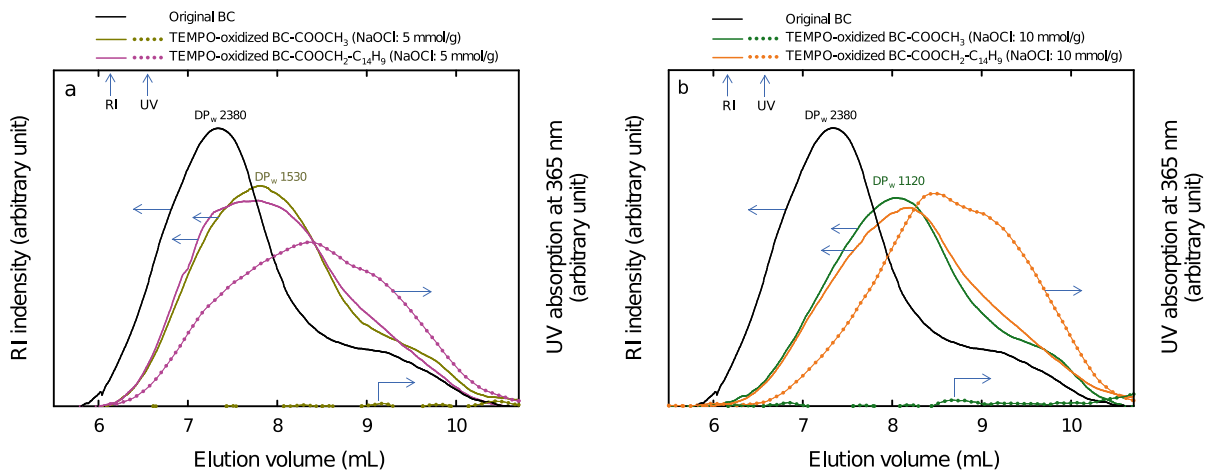 Original BC
TEMPO-oxidized BC-COOCH₃ (NaOCl: 5 mmol/g)
TEMPO-oxidized BC-COOCH₂-C₁₄H₉ (NaOCl: 5 mmol/g)
a
RI
UV
DPw 2380
DPw 1530
RI indensity (arbitrary unit)
UV absorption at 365 nm
(arbitrary unit)
6 7 8 9 10
Elution volume (mL)
Original BC
TEMPO-oxidized BC-COOCH₃ (NaOCl: 10 mmol/g)
TEMPO-oxidized BC-COOCH₂-C₁₄H₉ (NaOCl: 10 mmol/g)
b
RI
UV
DPw 2380
DPw 1120
RI indensity (arbitrary unit)
UV absorption at 365 nm
(arbitrary unit)
6 7 8 9 10
Elution volume (mL)